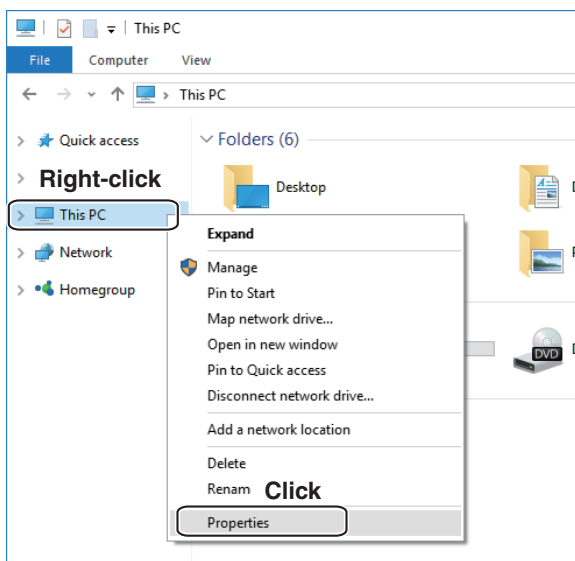 This PC
File Computer View
This PC
Quick access
Folders (6)
Right-click
Desktop
This PC
Expand
Network
Manage
Homegroup
Pin to Start
Map network drive...
Open in new window
DVD
Pin to Quick access
Disconnect network drive...
Add a network location
Delete
Renam
Click
Properties